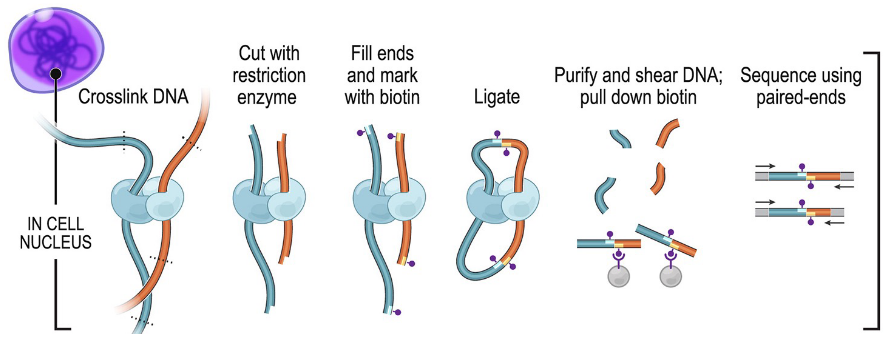 Crosslink DNA
Cut with
restriction
enzyme
Fill ends
and mark
with biotin
Ligate
Purify and shear DNA;
pull down biotin
Sequence using
paired-ends
IN CELL
NUCLEUS